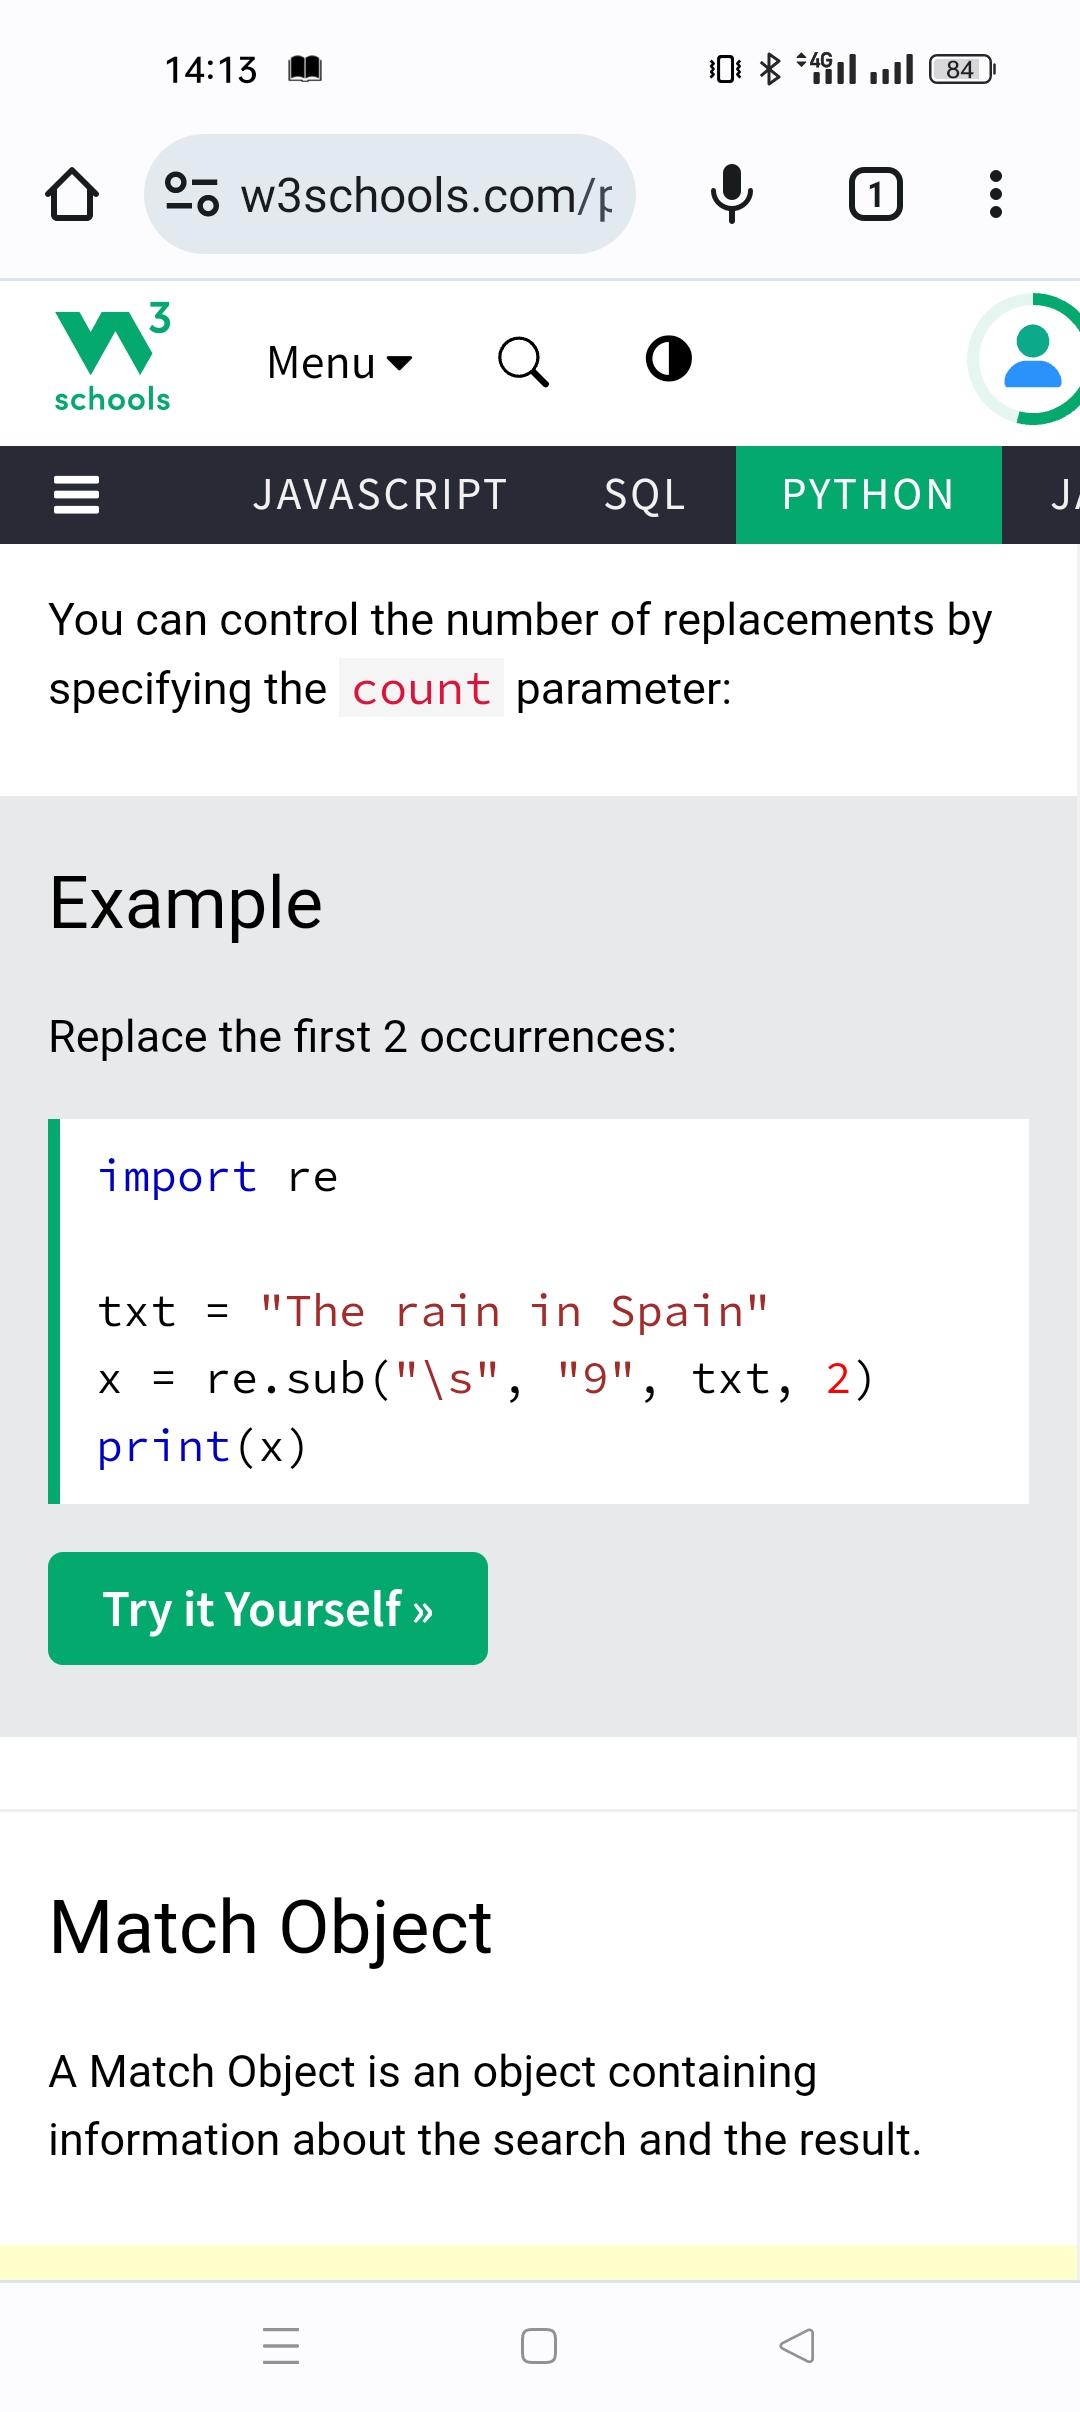 14:13 4G 84
w3schools.com/p
1
3
schools Menu
JAVASCRIPT SQL PYTHON JA
You can control the number of replacements by
specifying the count parameter:
Example
Replace the first 2 occurrences:
import re
txt = "The rain in Spain"
x = re.sub("\s", "9", txt, 2)
print(x)
Try it Yourself »
Match Object
A Match Object is an object containing
information about the search and the result.